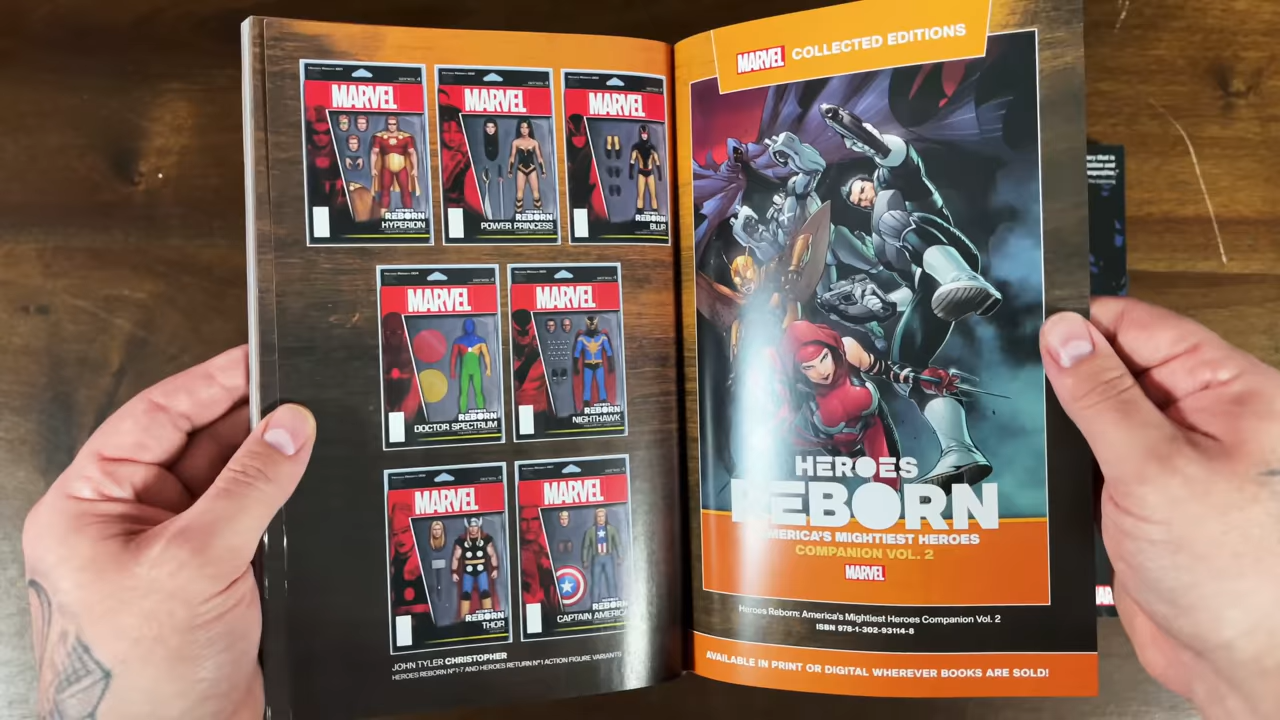 MARVEL
HEROES
REBORN
HYPERION
MARVEL
HEROES
REBORN
POWER PRINCESS
MARVEL
HEROES
REBORN
BLUR
MARVEL
HEROES
REBORN
DOCTOR SPECTRUM
MARVEL
HEROES
REBORN
NIGHTHAWK
MARVEL
HEROES
REBORN
THOR
MARVEL
HEROES
REBORN
CAPTAIN AMERICA
JOHN TYLER CHRISTOPHER
HEROES REBORN Nº1-7 AND HEROES RETURN Nº1 ACTION FIGURE VARIANTS
MARVEL COLLECTED EDITIONS
HEROES
REBORN
AMERICA'S MIGHTIEST HEROES
COMPANION VOL. 2
MARVEL
Heroes Reborn: America's Mightiest Heroes Companion Vol. 2
ISBN 978-1-302-93114-8
AVAILABLE IN PRINT OR DIGITAL WHEREVER BOOKS ARE SOLD!